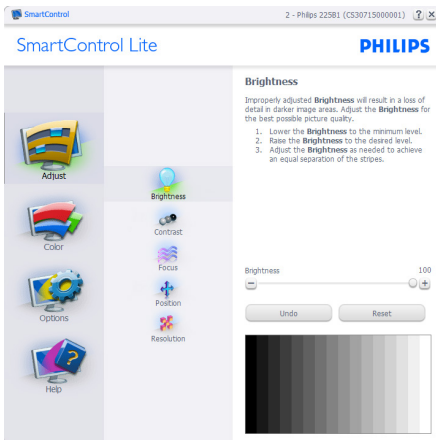 SmartControl
2 - Philips 225B1 (CS30715000001)
SmartControl Lite
PHILIPS
Adjust
Color
Options
Help
Brightness
Contrast
Focus
Position
Resolution
Brightness
Improperly adjusted Brightness will result in a loss of
detail in darker image areas. Adjust the Brightness for
the best possible picture quality.
1. Lower the Brightness to the minimum level.
2. Raise the Brightness to the desired level.
3. Adjust the Brightness as needed to achieve
an equal separation of the stripes.
Brightness 100
Undo Reset